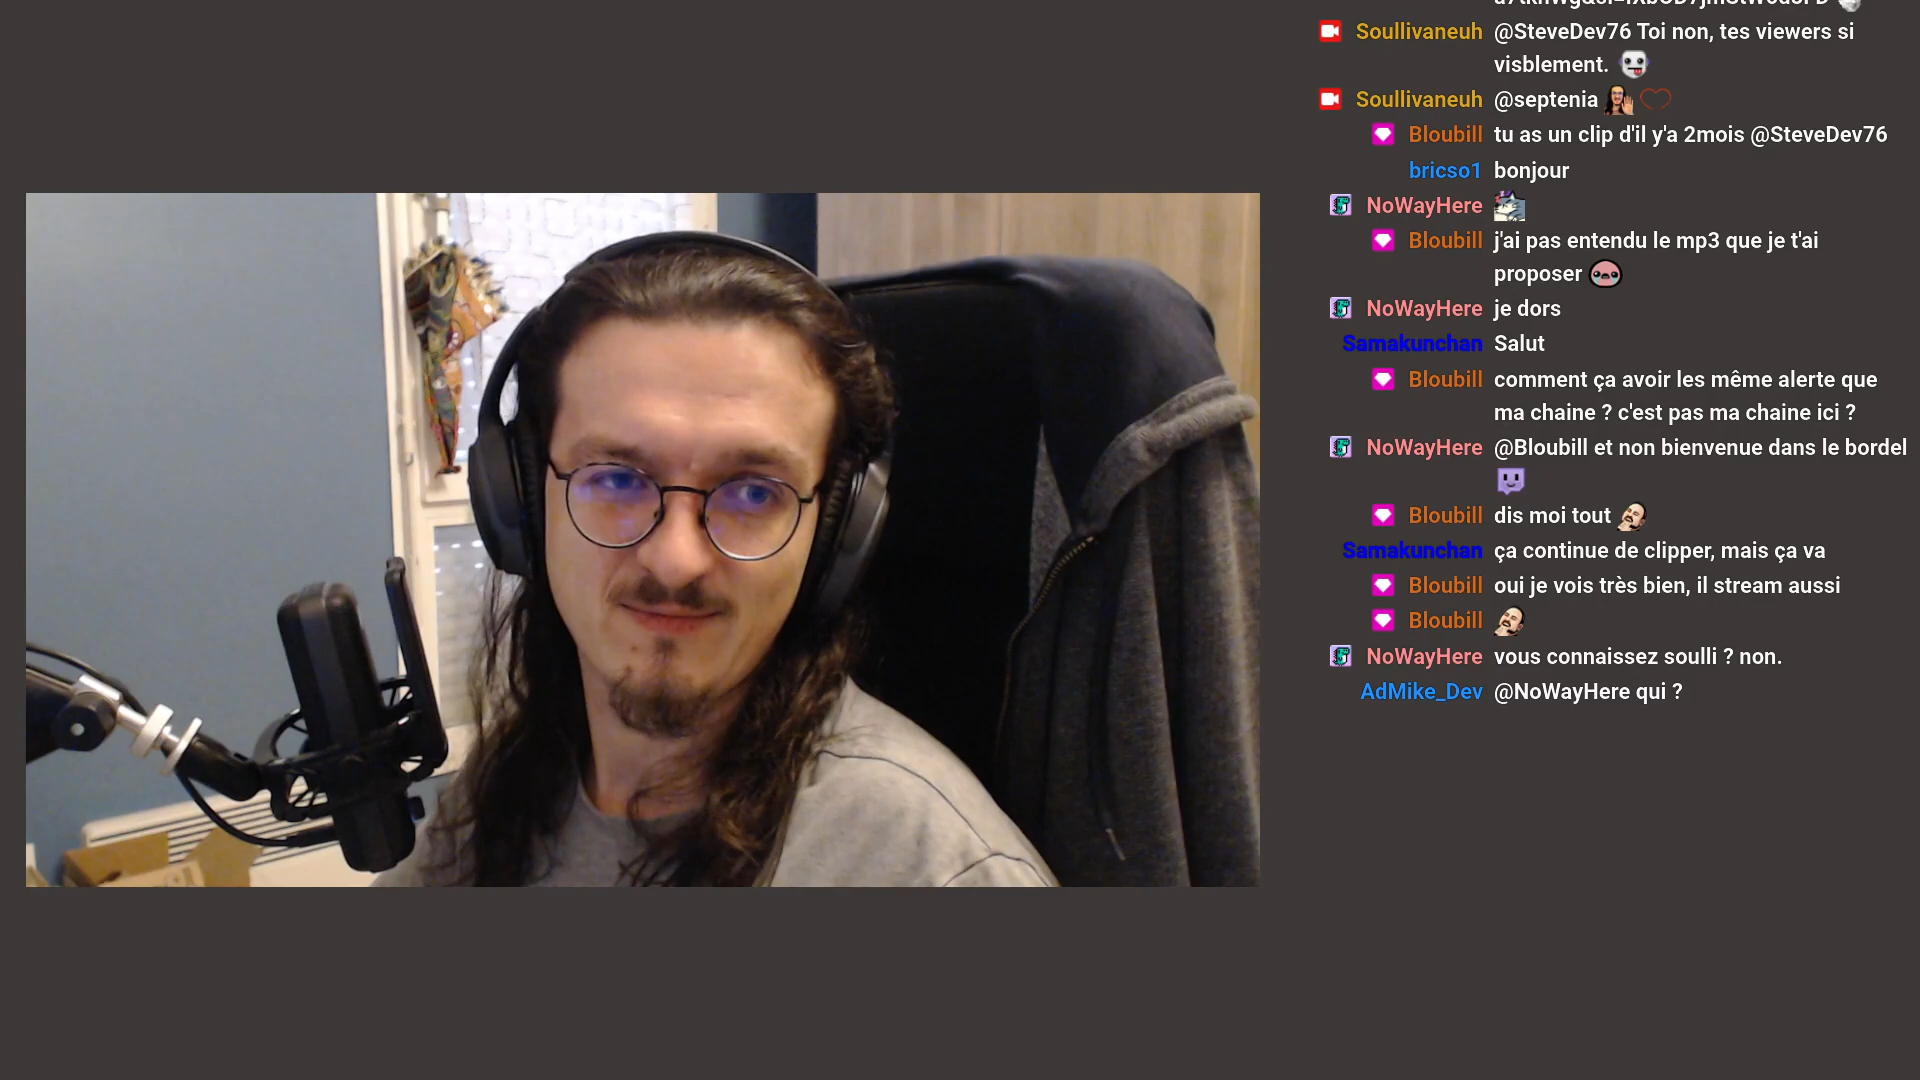 Soullivaneuh @SteveDev76 Toi non, tes viewers si
visblement.
Soullivaneuh @septenia
Bloubill tu as un clip d'il y'a 2mois @SteveDev76
bricso1 bonjour
NoWayHere
Bloubill j'ai pas entendu le mp3 que je t'ai
proposer
NoWayHere je dors
Samakunchan Salut
Bloubill comment ça avoir les même alerte que
ma chaine ? c'est pas ma chaine ici ?
NoWayHere @Bloubill et non bienvenue dans le bordel
Bloubill dis moi tout
Samakunchan ça continue de clipper, mais ça va
Bloubill oui je vois très bien, il stream aussi
Bloubill
NoWayHere vous connaissez soulli ? non.
AdMike_Dev @NoWayHere qui ?